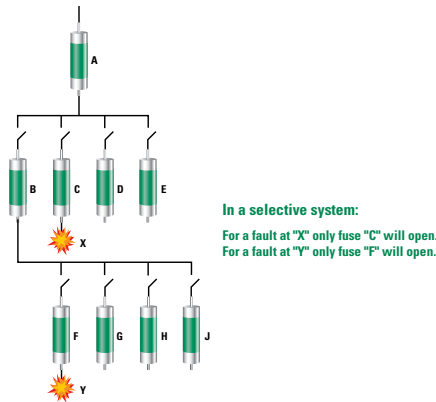 A
B
C
D
E
X
In a selective system:
For a fault at "X" only fuse "C" will open.
For a fault at "Y" only fuse "F" will open.
F
G
H
J
Y